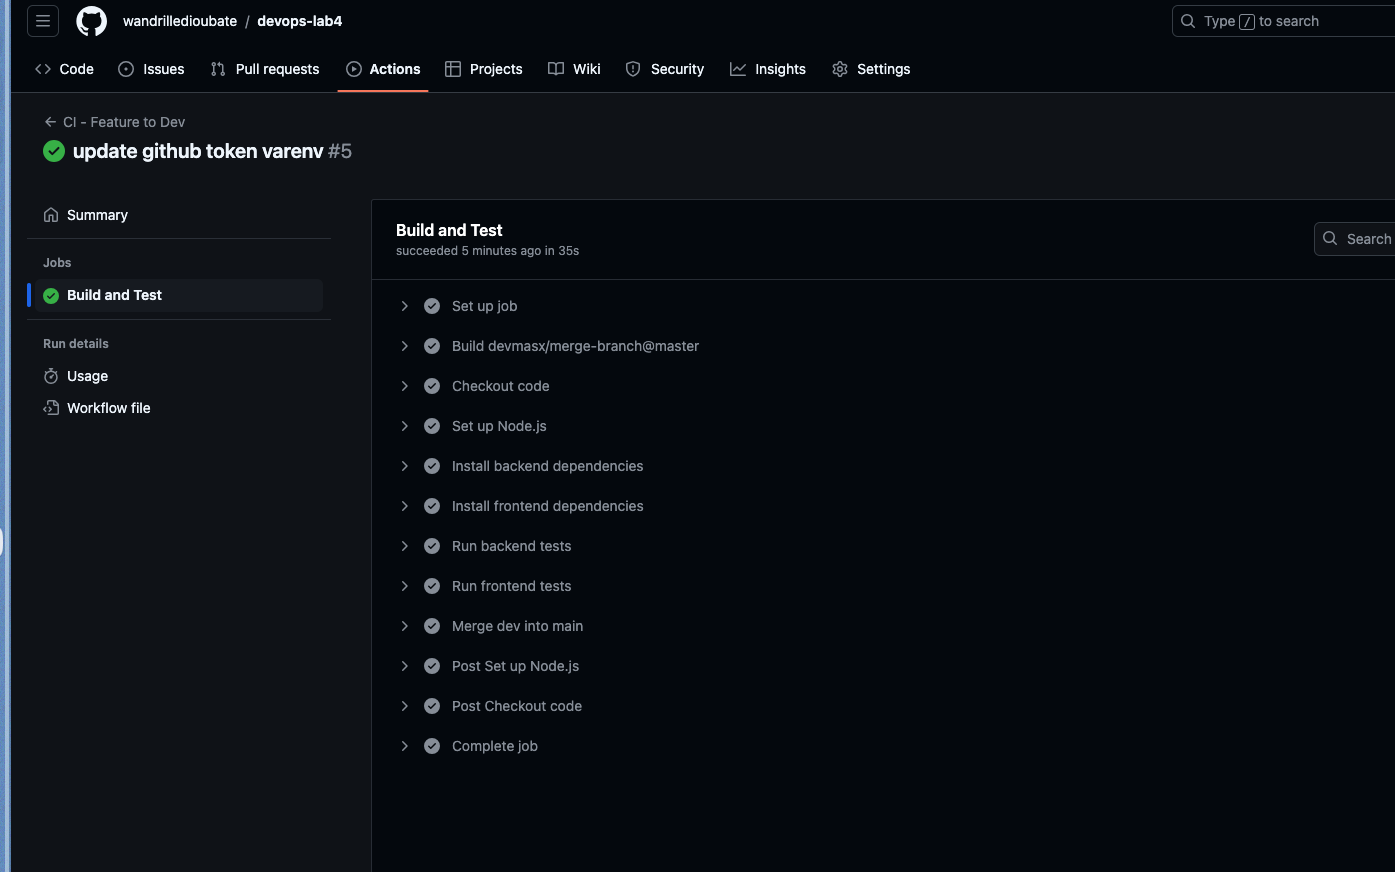 wandrilledioubate / devops-lab4
Type / to search
Code Issues Pull requests Actions Projects Wiki Security Insights Settings
← CI - Feature to Dev
update github token varenv #5
Summary
Jobs
Build and Test
Run details
Usage
Workflow file
Build and Test
succeeded 5 minutes ago in 35s
Search
Set up job
Build devmasx/merge-branch@master
Checkout code
Set up Node.js
Install backend dependencies
Install frontend dependencies
Run backend tests
Run frontend tests
Merge dev into main
Post Set up Node.js
Post Checkout code
Complete job